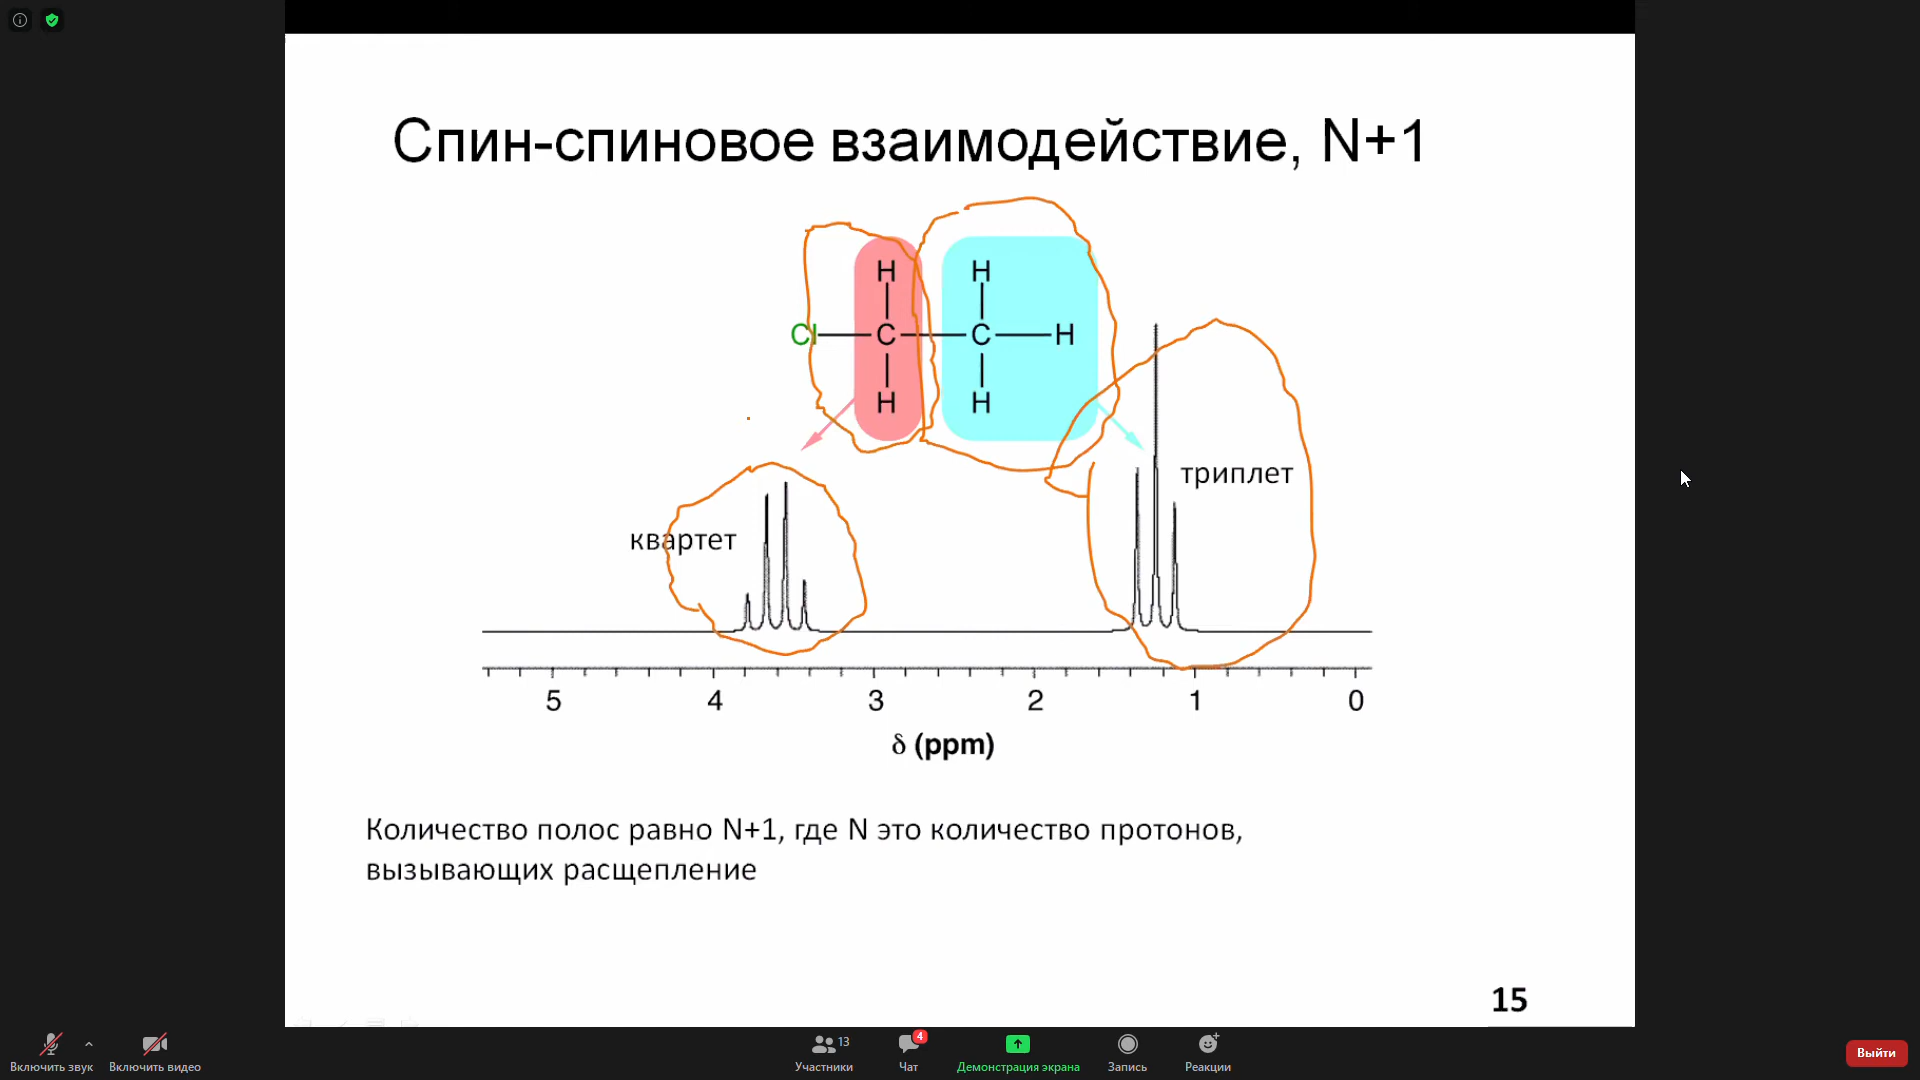 Спин-спиновое взаимодействие, N+1
H H
Cl C C H
H H
триплет
квартет
5 4 3 2 1 0
δ (ppm)
Количество полос равно N+1, где N это количество протонов,
вызывающих расщепление
15
13
4
Включить звук Включить видео Участники Чат Демонстрация экрана Запись Реакции Выйти